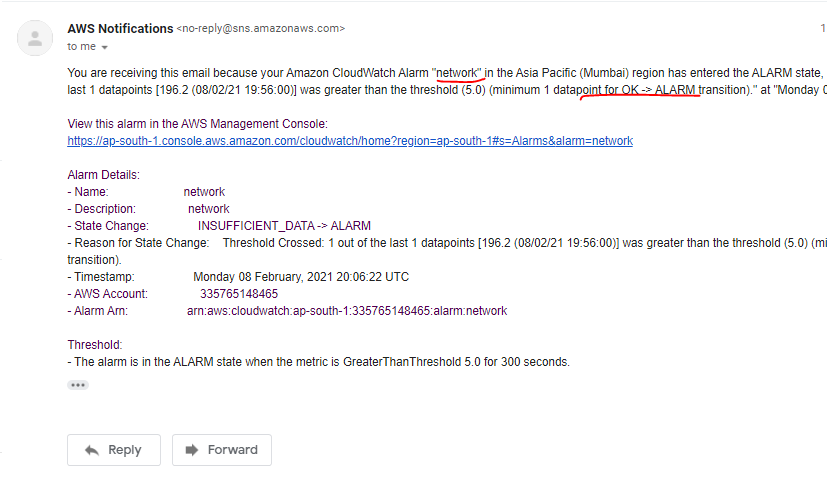 AWS Notifications <no-reply@sns.amazonaws.com>
to me
You are receiving this email because your Amazon CloudWatch Alarm "network" in the Asia Pacific (Mumbai) region has entered the ALARM state,
last 1 datapoints [196.2 (08/02/21 19:56:00)] was greater than the threshold (5.0) (minimum 1 datapoint for OK -> ALARM transition)." at "Monday 0
View this alarm in the AWS Management Console:
https://ap-south-1.console.aws.amazon.com/cloudwatch/home?region=ap-south-1#s=Alarms&alarm=network
Alarm Details:
- Name: network
- Description: network
- State Change: INSUFFICIENT_DATA -> ALARM
- Reason for State Change: Threshold Crossed: 1 out of the last 1 datapoints [196.2 (08/02/21 19:56:00)] was greater than the threshold (5.0) (mi
transition).
- Timestamp: Monday 08 February, 2021 20:06:22 UTC
- AWS Account: 335765148465
- Alarm Arn: arn:aws:cloudwatch:ap-south-1:335765148465:alarm:network
Threshold:
- The alarm is in the ALARM state when the metric is GreaterThanThreshold 5.0 for 300 seconds.
Reply Forward